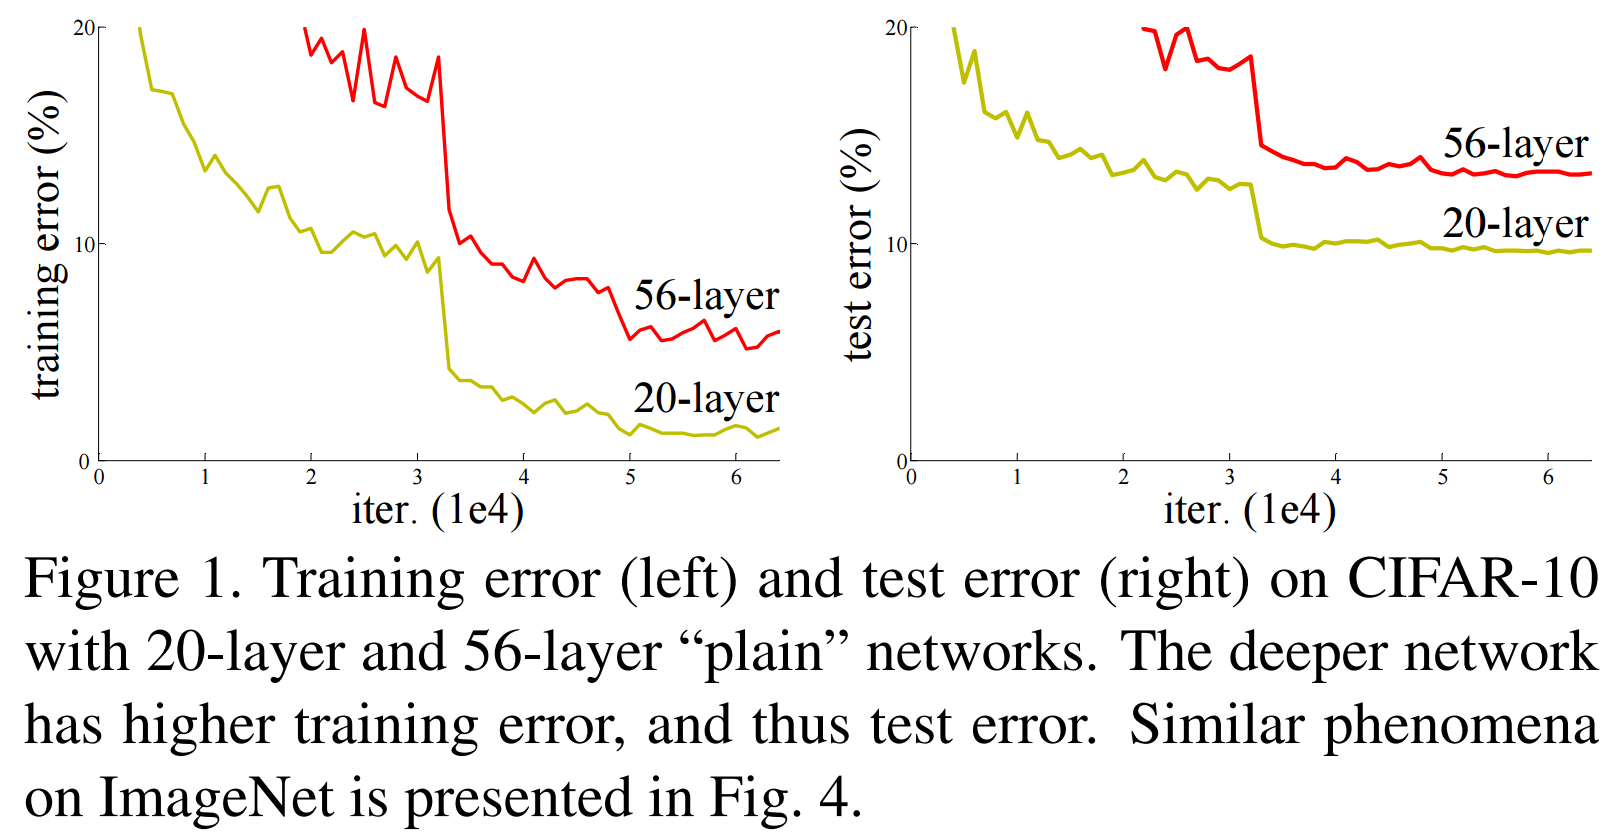 20
10
0
training error (%)
56-layer
20-layer
0 1 2 3 4 5 6
iter. (1e4)
20
10
0
test error (%)
56-layer
20-layer
0 1 2 3 4 5 6
iter. (1e4)
Figure 1. Training error (left) and test error (right) on CIFAR-10
with 20-layer and 56-layer “plain” networks. The deeper network
has higher training error, and thus test error. Similar phenomena
on ImageNet is presented in Fig. 4.